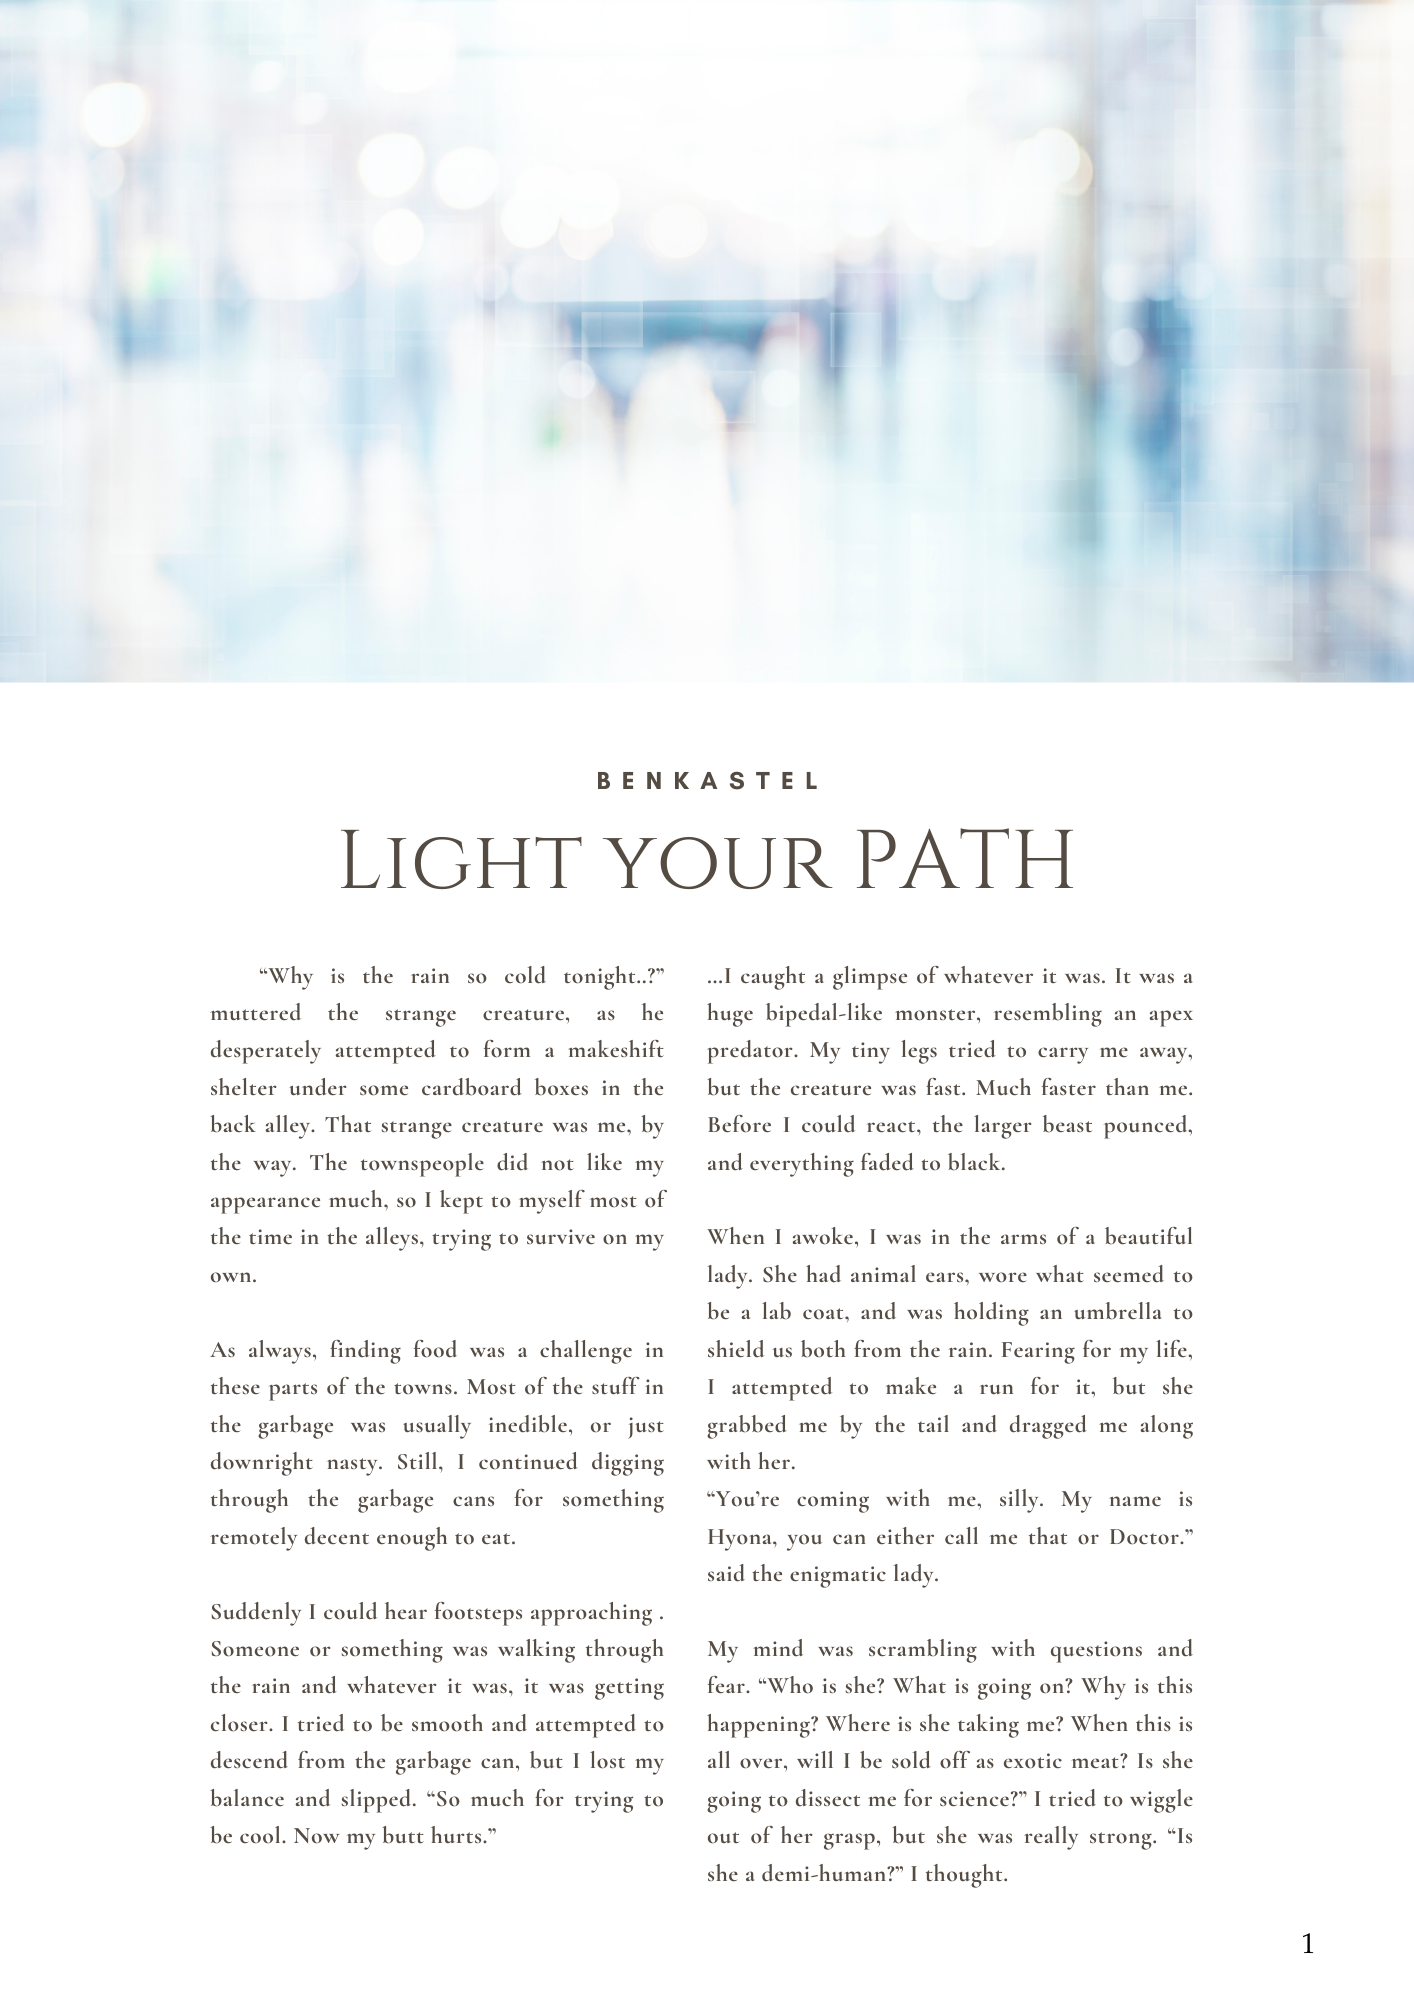 BENKASTEL
LIGHT YOUR PATH
“Why is the rain so cold tonight..?”
muttered the strange creature, as he
desperately attempted to form a makeshift
shelter under some cardboard boxes in the
back alley. That strange creature was me, by
the way. The townspeople did not like my
appearance much, so I kept to myself most of
the time in the alleys, trying to survive on my
own.
As always, finding food was a challenge in
these parts of the towns. Most of the stuff in
the garbage was usually inedible, or just
downright nasty. Still, I continued digging
through the garbage cans for something
remotely decent enough to eat.
Suddenly I could hear footsteps approaching .
Someone or something was walking through
the rain and whatever it was, it was getting
closer. I tried to be smooth and attempted to
descend from the garbage can, but I lost my
balance and slipped. “So much for trying to
be cool. Now my butt hurts.”
...I caught a glimpse of whatever it was. It was a
huge bipedal-like monster, resembling an apex
predator. My tiny legs tried to carry me away,
but the creature was fast. Much faster than me.
Before I could react, the larger beast pounced,
and everything faded to black.
When I awoke, I was in the arms of a beautiful
lady. She had animal ears, wore what seemed to
be a lab coat, and was holding an umbrella to
shield us both from the rain. Fearing for my life,
I attempted to make a run for it, but she
grabbed me by the tail and dragged me along
with her.
“You’re coming with me, silly. My name is
Hyona, you can either call me that or Doctor.”
said the enigmatic lady.
My mind was scrambling with questions and
fear. “Who is she? What is going on? Why is this
happening? Where is she taking me? When this is
all over, will I be sold off as exotic meat? Is she
going to dissect me for science?” I tried to wiggle
out of her grasp, but she was really strong. “Is
she a demi-human?” I thought.
1